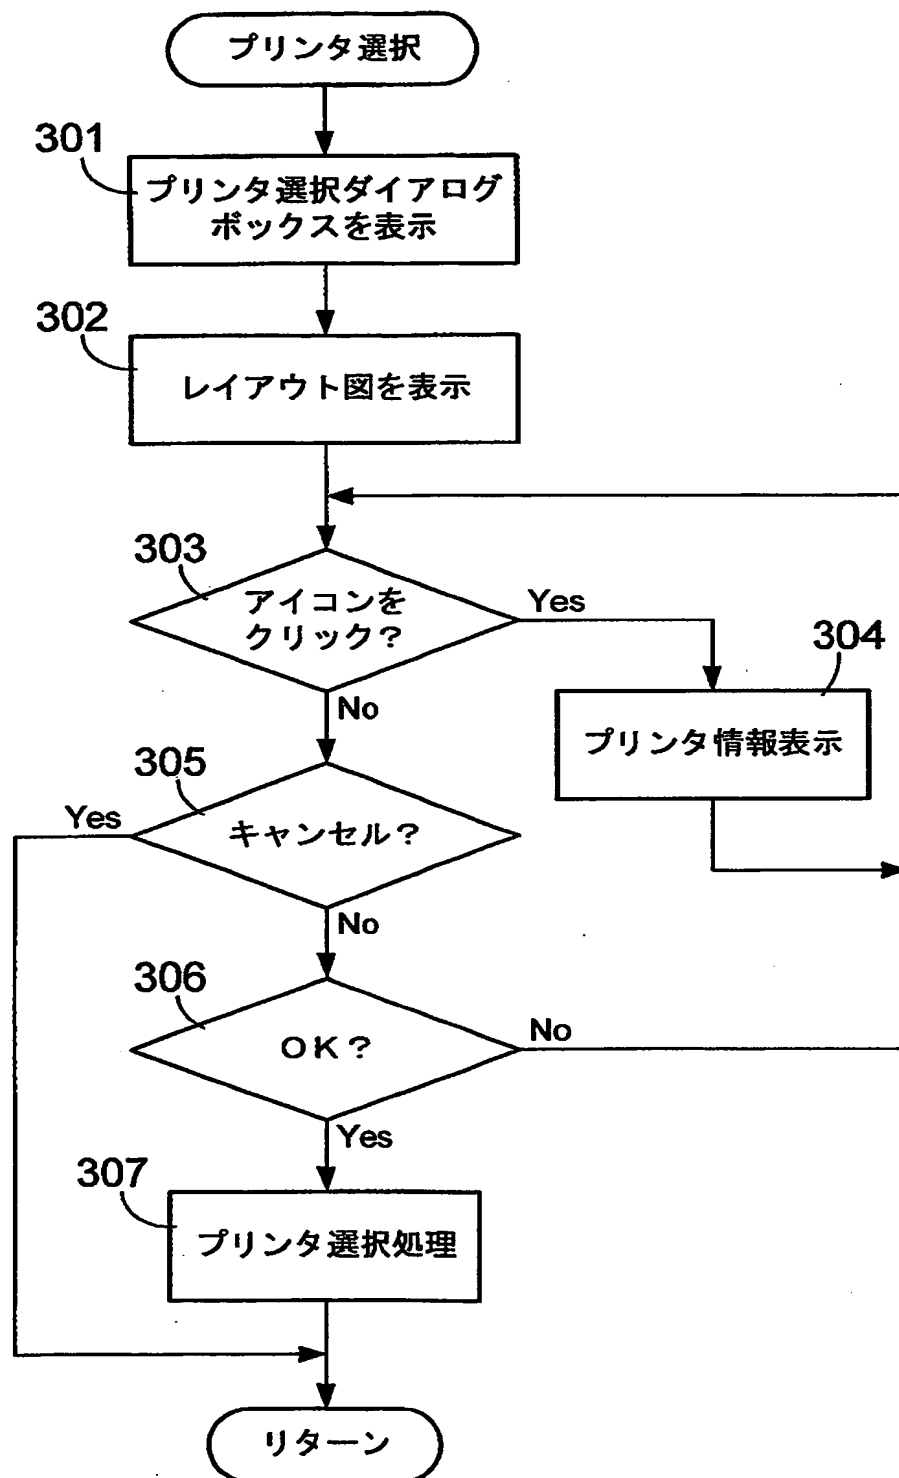 プリンタ選択
301
プリンタ選択ダイアログ
ボックスを表示
302
レイアウト図を表示
303
アイコンを
クリック?
Yes
304
プリンタ情報表示
No
305
Yes
キャンセル?
No
306
OK?
No
Yes
307
プリンタ選択処理
リターン